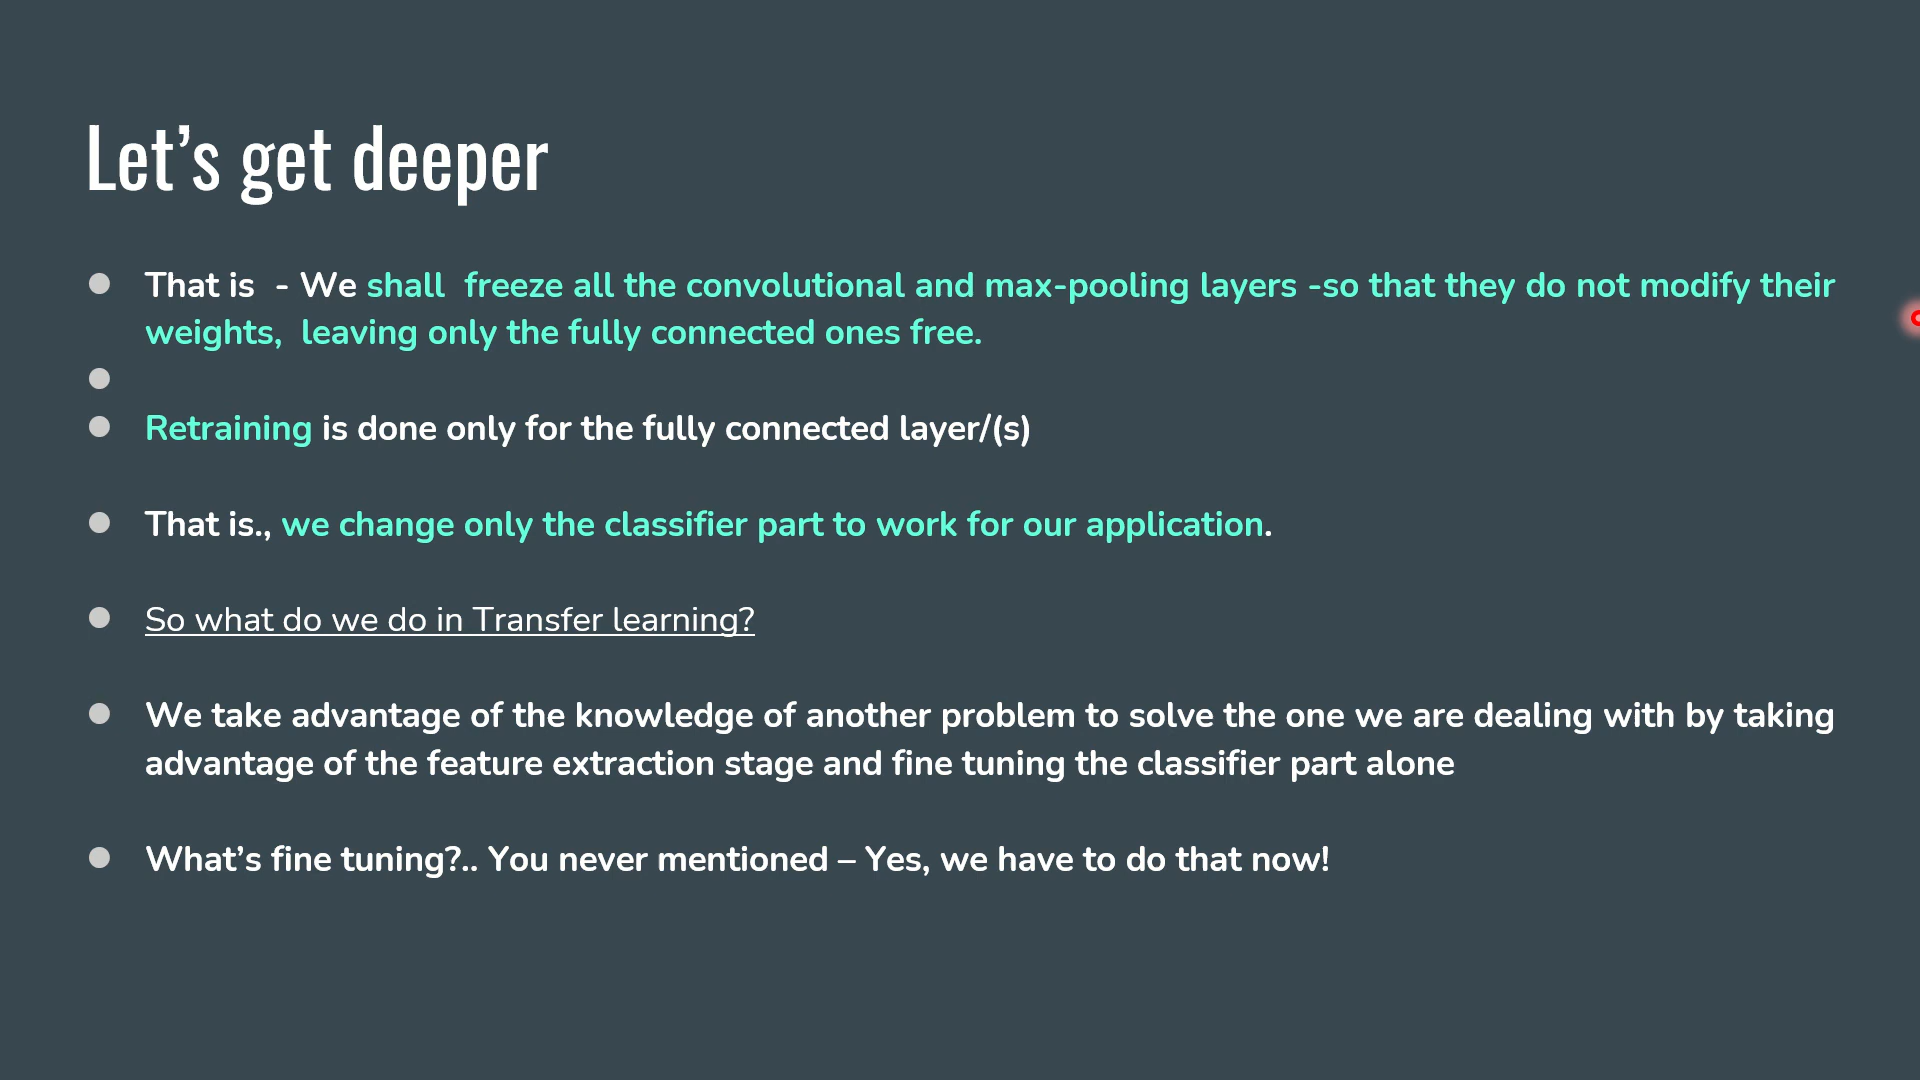 Let’s get deeper
That is  - We shall  freeze all the convolutional and max-pooling layers -so that they do not modify their
weights,  leaving only the fully connected ones free.
Retraining is done only for the fully connected layer/(s)
That is., we change only the classifier part to work for our application.
So what do we do in Transfer learning?
We take advantage of the knowledge of another problem to solve the one we are dealing with by taking
advantage of the feature extraction stage and fine tuning the classifier part alone
What’s fine tuning?.. You never mentioned – Yes, we have to do that now!